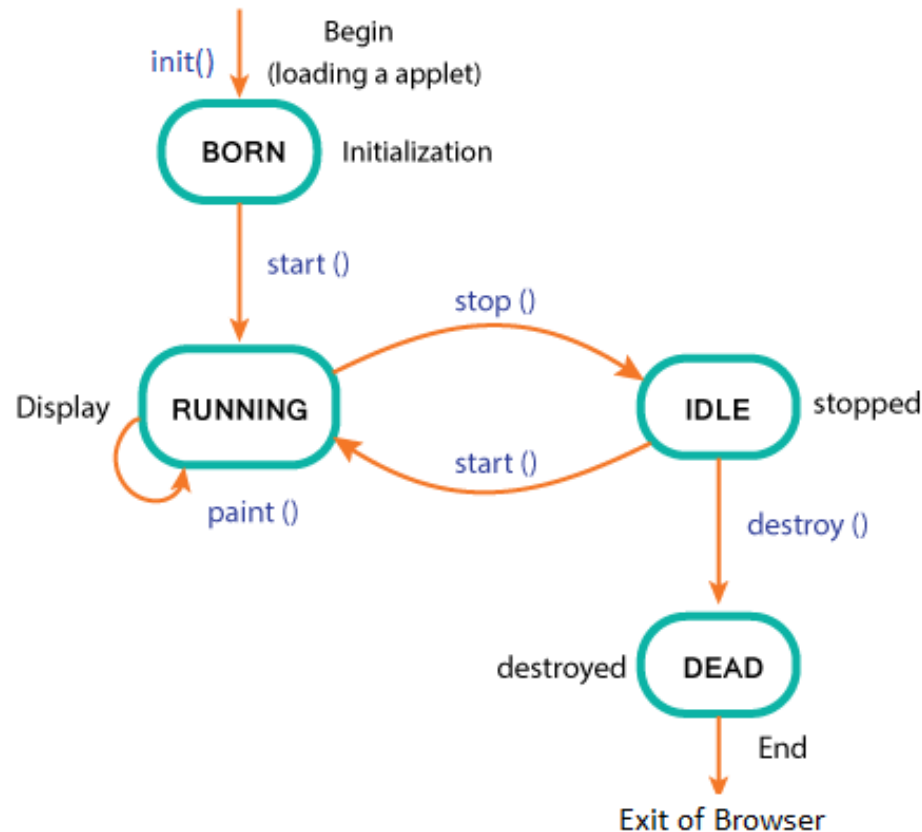 Begin
init()
(loading a applet)
BORN
Initialization
start ()
stop ()
Display
RUNNING
IDLE
stopped
start ()
paint ()
destroy ()
destroyed
DEAD
End
Exit of Browser